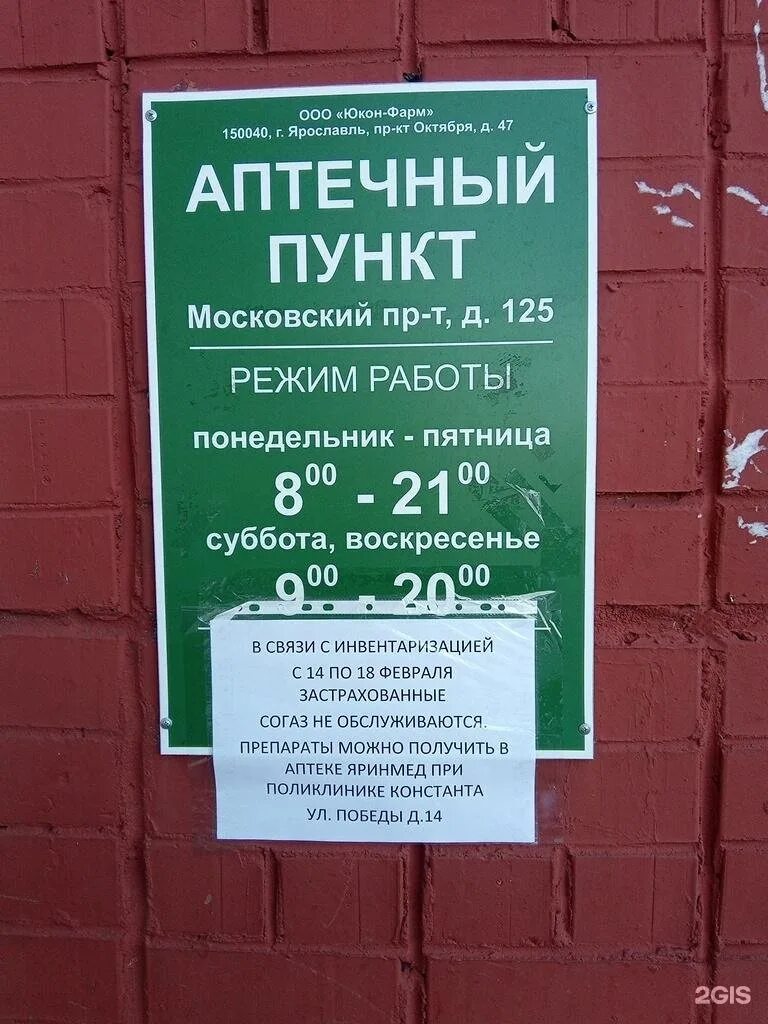 ООО «Юкон-Фарм»
150040, г. Ярославль, пр-кт Октября, д. 47
АПТЕЧНЫЙ
ПУНКТ
Московский пр-т, д. 125
РЕЖИМ РАБОТЫ
понедельник - пятница
8⁰⁰ - 21⁰⁰
суббота, воскресенье
9⁰⁰ - 20⁰⁰
В СВЯЗИ С ИНВЕНТАРИЗАЦИЕЙ
С 14 ПО 18 ФЕВРАЛЯ
ЗАСТРАХОВАННЫЕ
СОГАЗ НЕ ОБСЛУЖИВАЮТСЯ.
ПРЕПАРАТЫ МОЖНО ПОЛУЧИТЬ В
АПТЕКЕ ЯРИНМЕД ПРИ
ПОЛИКЛИНИКЕ КОНСТАНТА
УЛ. ПОБЕДЫ Д.14
2GIS